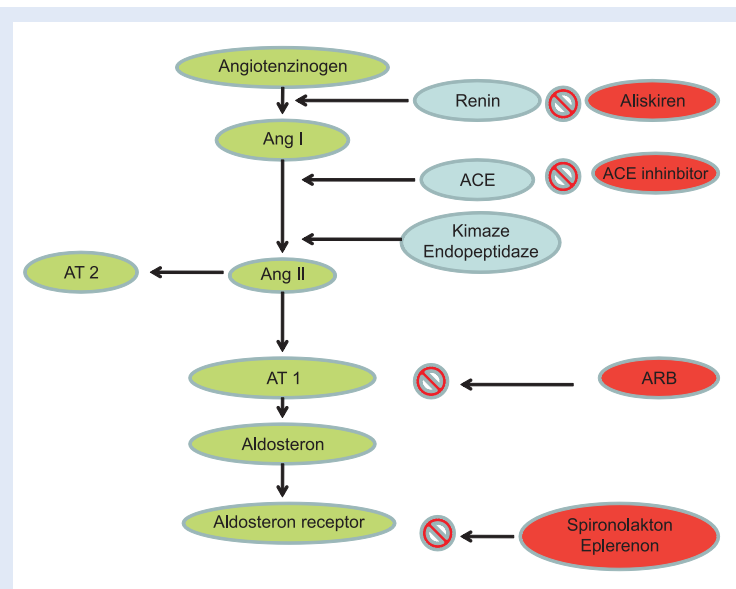 Angiotenzinogen
Renin
Aliskiren
Ang I
ACE
ACE inhinbitor
Kimaze
Endopeptidaze
AT 2
Ang II
AT 1
ARB
Aldosteron
Aldosteron receptor
Spironolakton
Eplerenon